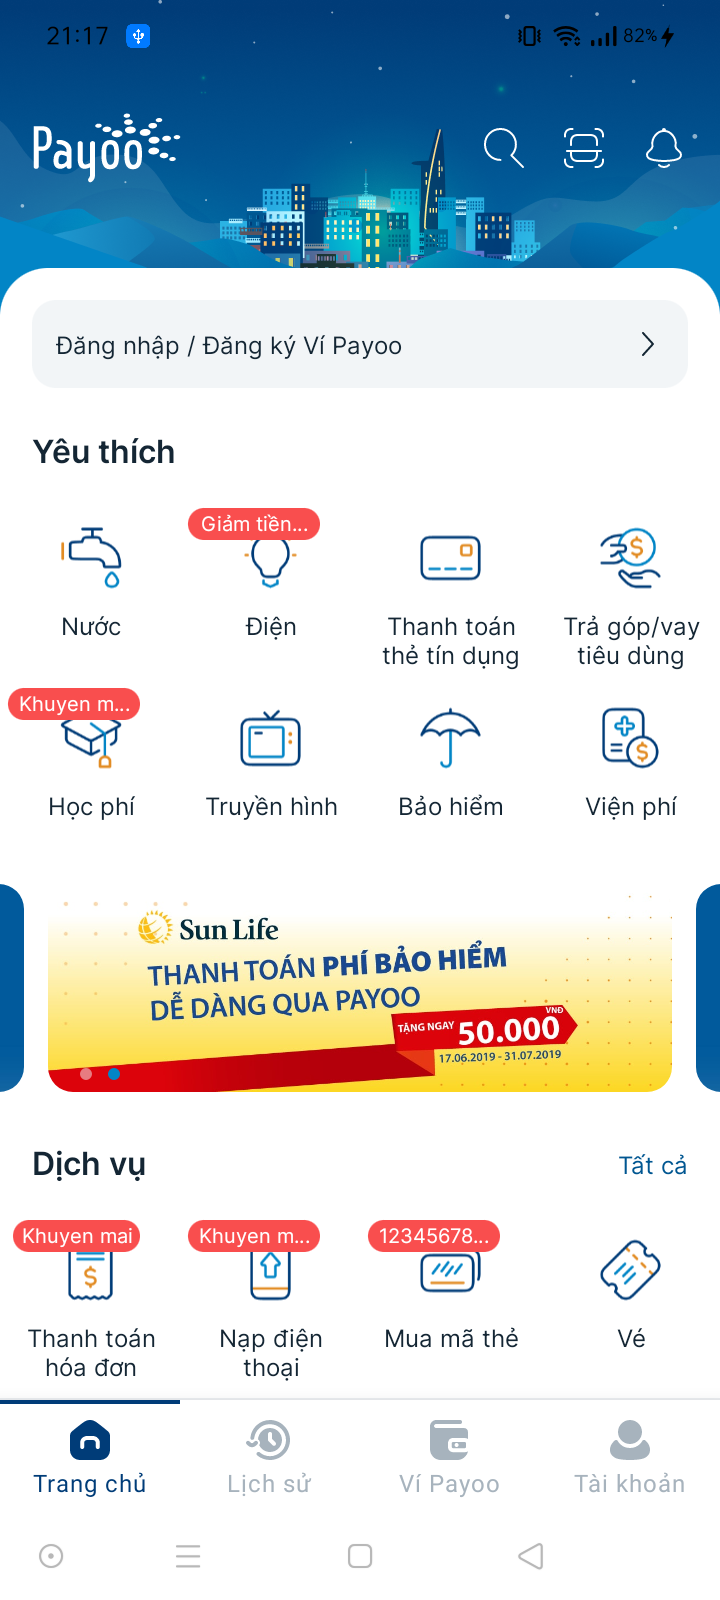 21:17
82%
Payoo
Đăng nhập / Đăng ký Ví Payoo
Yêu thích
Giảm tiền...
Nước
Điện
Thanh toán
thẻ tín dụng
Trả góp/vay
tiêu dùng
Khuyen m...
Học phí
Truyền hình
Bảo hiểm
Viện phí
Sun Life
THANH TOÁN PHÍ BẢO HIỂM
DỄ DÀNG QUA PAYOO
TẶNG NGAY 50.000 VNĐ
17.06.2019 - 31.07.2019
Dịch vụ
Tất cả
Khuyen mai
Khuyen m...
12345678...
Thanh toán
hóa đơn
Nạp điện
thoại
Mua mã thẻ
Vé
Trang chủ
Lịch sử
Ví Payoo
Tài khoản